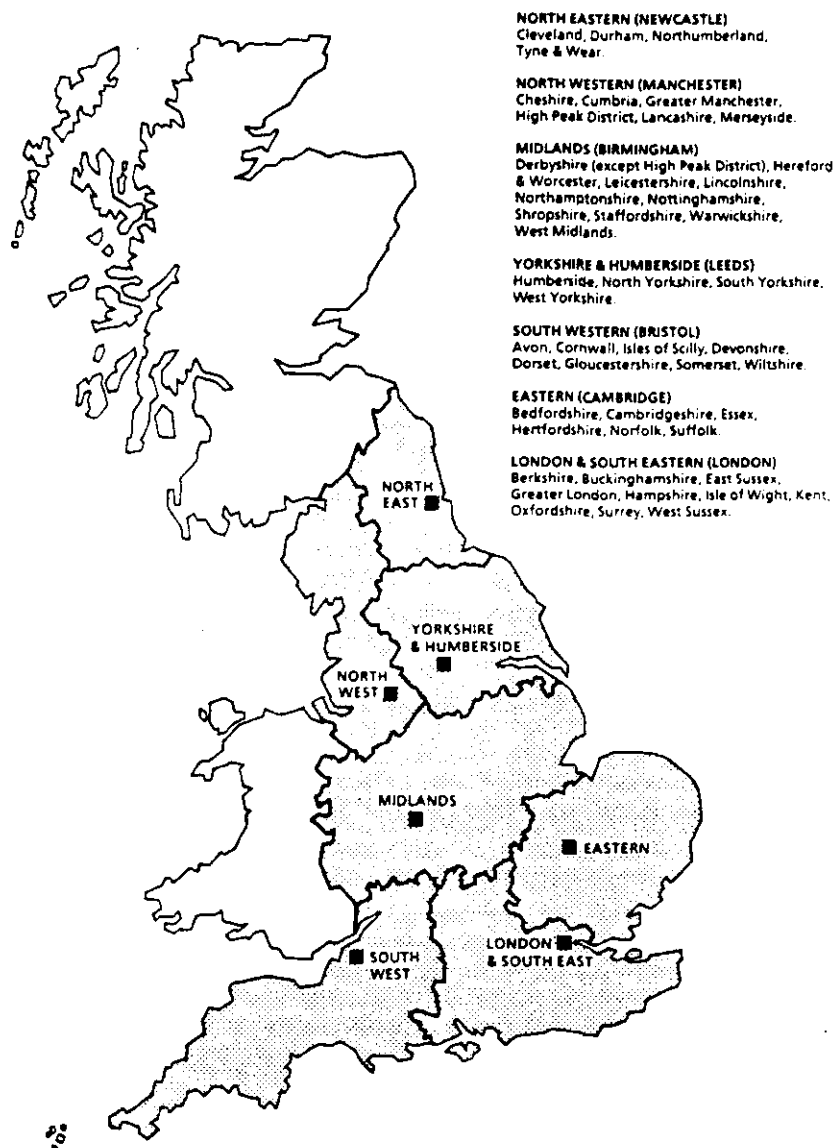 NORTH EASTERN (NEWCASTLE)
Cleveland, Durham, Northumberland,
Tyne & Wear.
NORTH WESTERN (MANCHESTER)
Cheshire, Cumbria, Greater Manchester,
High Peak District, Lancashire, Merseyside.
MIDLANDS (BIRMINGHAM)
Derbyshire (except High Peak District), Hereford
& Worcester, Leicestershire, Lincolnshire,
Northamptonshire, Nottinghamshire,
Shropshire, Staffordshire, Warwickshire,
West Midlands.
YORKSHIRE & HUMBERSIDE (LEEDS)
Humberside, North Yorkshire, South Yorkshire,
West Yorkshire.
SOUTH WESTERN (BRISTOL)
Avon, Cornwall, Isles of Scilly, Devonshire,
Dorset, Gloucestershire, Somerset, Wiltshire.
EASTERN (CAMBRIDGE)
Bedfordshire, Cambridgeshire, Essex,
Hertfordshire, Norfolk, Suffolk.
LONDON & SOUTH EASTERN (LONDON)
Berkshire, Buckinghamshire, East Sussex,
Greater London, Hampshire, Isle of Wight, Kent,
Oxfordshire, Surrey, West Sussex.
NORTH
EAST
YORKSHIRE
& HUMBERSIDE
NORTH
WEST
MIDLANDS
EASTERN
LONDON
& SOUTH EAST
SOUTH
WEST